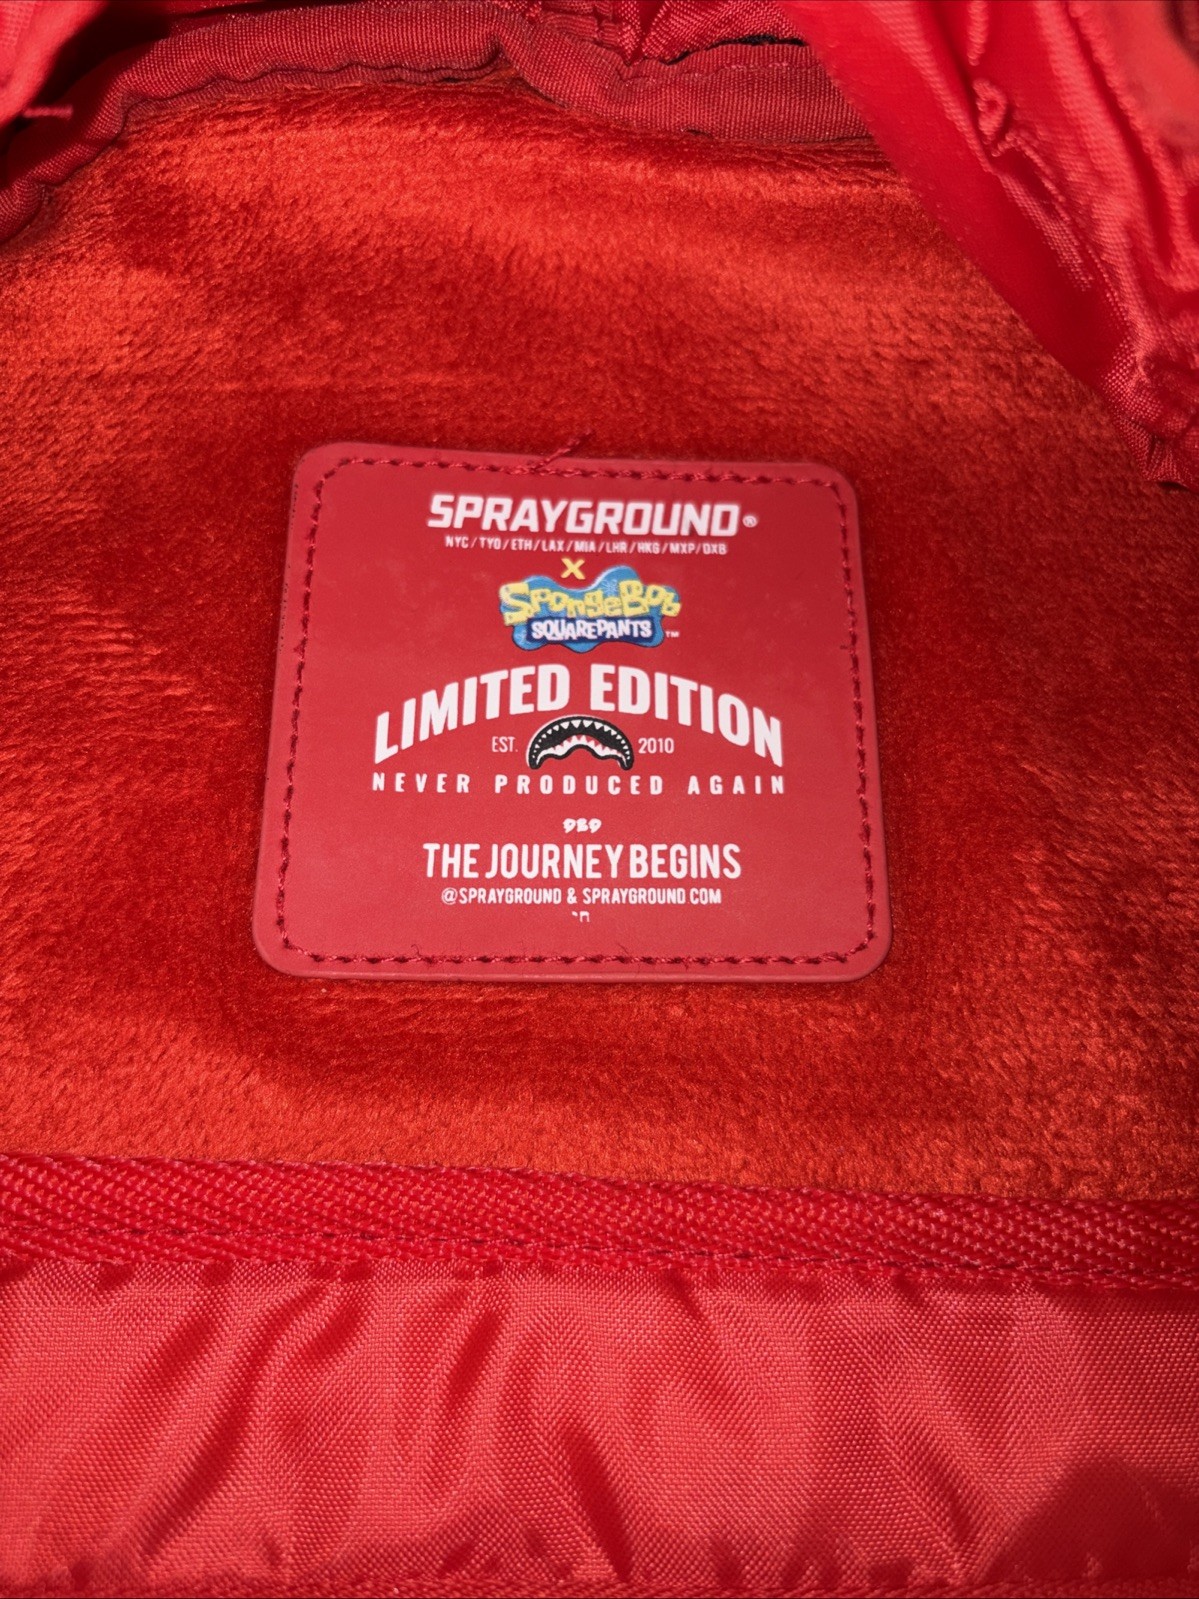 SPRAYGROUND®
NYC/TYO/ETH/LAX/MIA/LHR/HKG/MXP/DXB
X
SPONGEBOB
SQUAREPANTS ™
LIMITED EDITION
EST. 2010
NEVER PRODUCED AGAIN
THE JOURNEY BEGINS
@SPRAYGROUND & SPRAYGROUND.COM